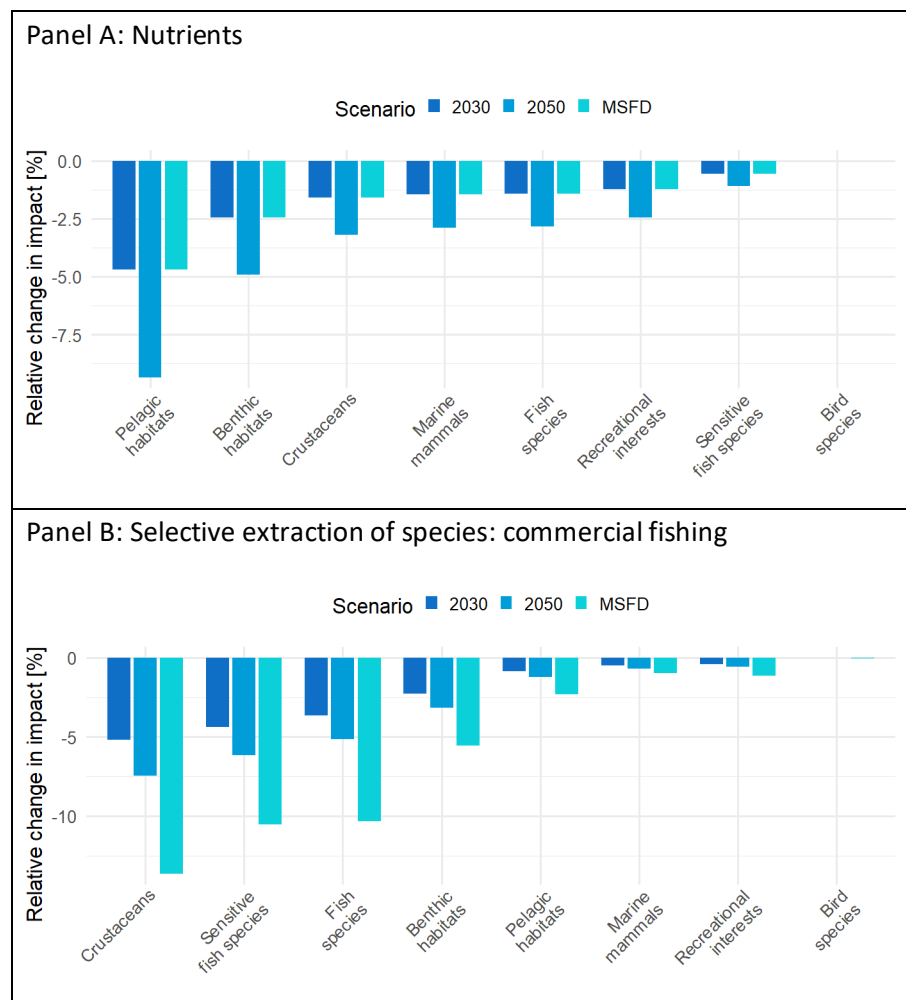 Panel A: Nutrients
Scenario 2030 2050 MSFD
Relative change in impact [%]
0.0
-2.5
-5.0
-7.5
Pelagic
habitats
Benthic
habitats
Crustaceans
Marine
mammals
Fish
species
Recreational
interests
Sensitive
fish species
Bird
species
Panel B: Selective extraction of species: commercial fishing
Scenario 2030 2050 MSFD
Relative change in impact [%]
0
-5
-10
Crustaceans
Sensitive
fish species
Fish
species
Benthic
habitats
Pelagic
habitats
Marine
mammals
Recreational
interests
Bird
species